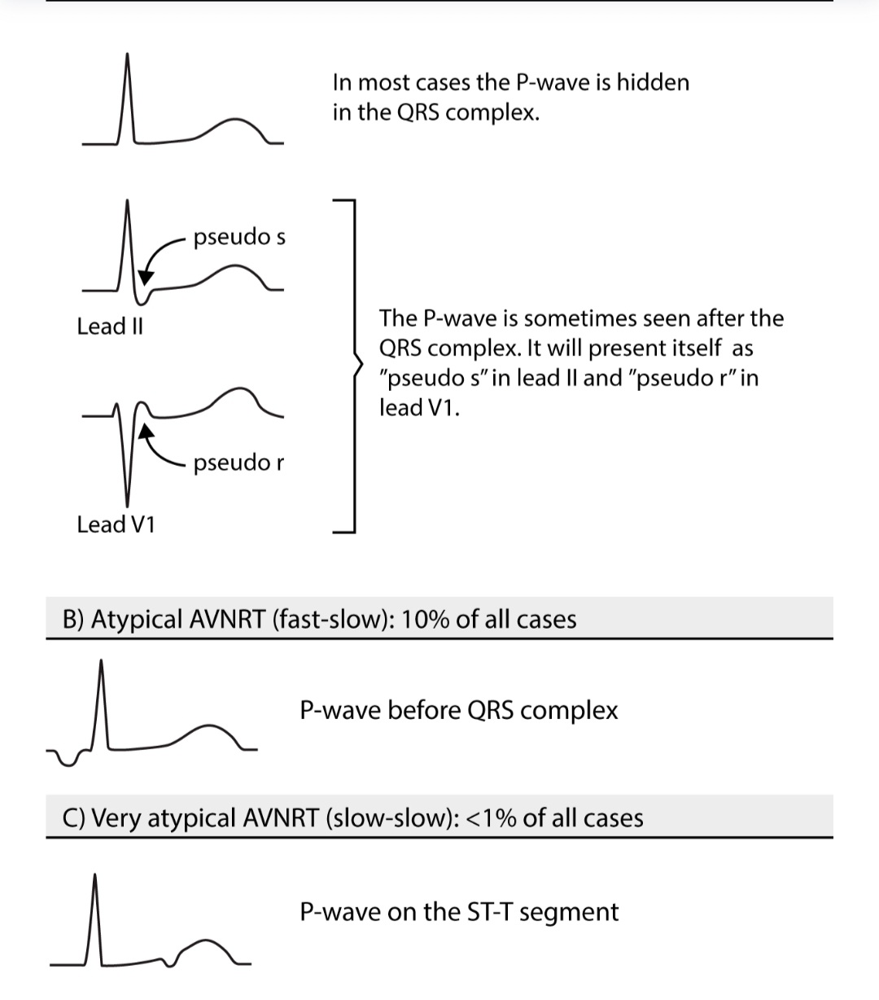 In most cases the P-wave is hidden
in the QRS complex.
pseudo s
Lead II
The P-wave is sometimes seen after the
QRS complex. It will present itself as
"pseudo s" in lead II and "pseudo r" in
lead V1.
pseudo r
Lead V1
B) Atypical AVNRT (fast-slow): 10% of all cases
P-wave before QRS complex
C) Very atypical AVNRT (slow-slow): <1% of all cases
P-wave on the ST-T segment